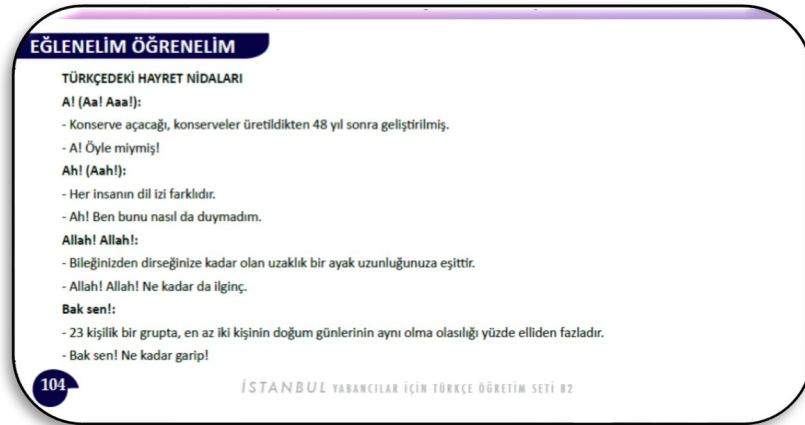 EĞLENELİM ÖĞRENELİM
TÜRKÇEDEKİ HAYRET NİDALARI
A! (Aa! Aaa!):
- Konserve açacağı, konserveler üretildikten 48 yıl sonra geliştirilmiş.
- A! Öyle miymiş!
Ah! (Aah!):
- Her insanın dil izi farklıdır.
- Ah! Ben bunu nasıl da duymadım.
Allah! Allah!:
- Bileğinizden dirseğinize kadar olan uzaklık bir ayak uzunluğunuza eşittir.
- Allah! Allah! Ne kadar da ilginç.
Bak sen!:
- 23 kişilik bir grupta, en az iki kişinin doğum günlerinin aynı olma olasılığı yüzde elliden fazladır.
- Bak sen! Ne kadar garip!
104 İSTANBUL YABANCILAR İÇİN TÜRKÇE ÖĞRETİM SETİ B2